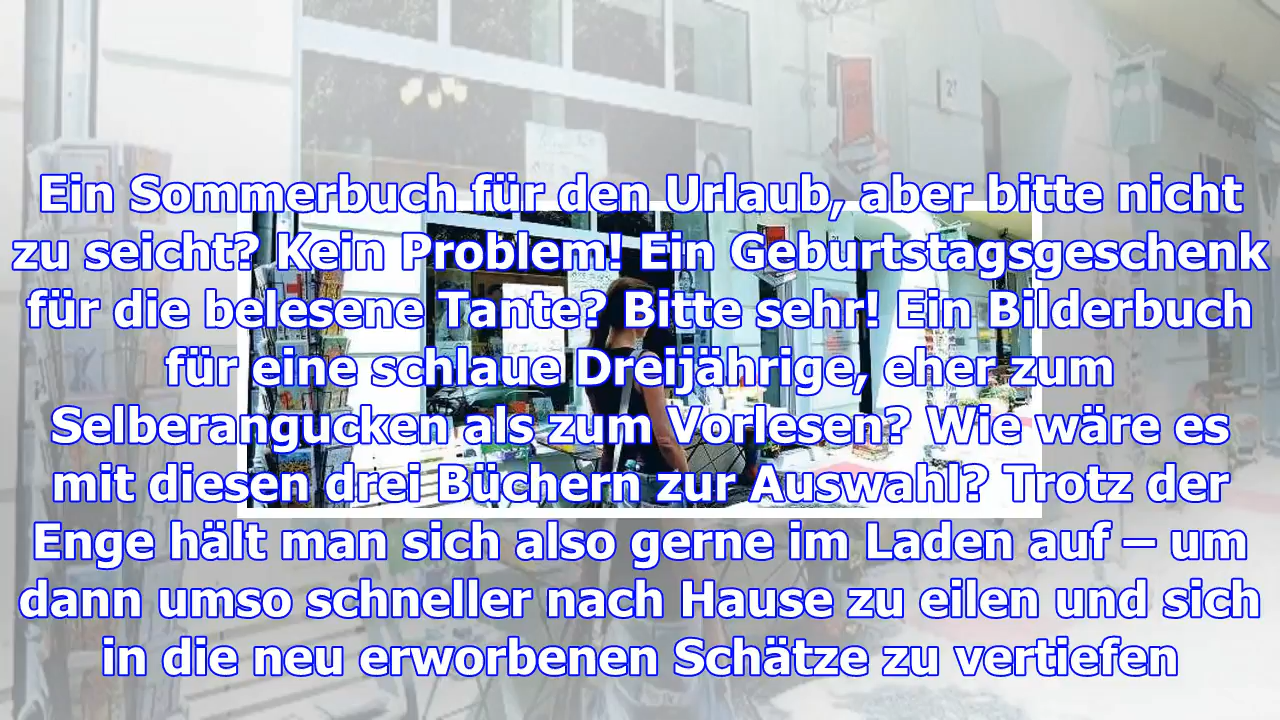 Ein Sommerbuch für den Urlaub, aber bitte nicht
zu seicht? Kein Problem! Ein Geburtstagsgeschenk
für die belesene Tante? Bitte sehr! Ein Bilderbuch
für eine schlaue Dreijährige, eher zum
Selberangucken als zum Vorlesen? Wie wäre es
mit diesen drei Büchern zur Auswahl? Trotz der
Enge hält man sich also gerne im Laden auf – um
dann umso schneller nach Hause zu eilen und sich
in die neu erworbenen Schätze zu vertiefen